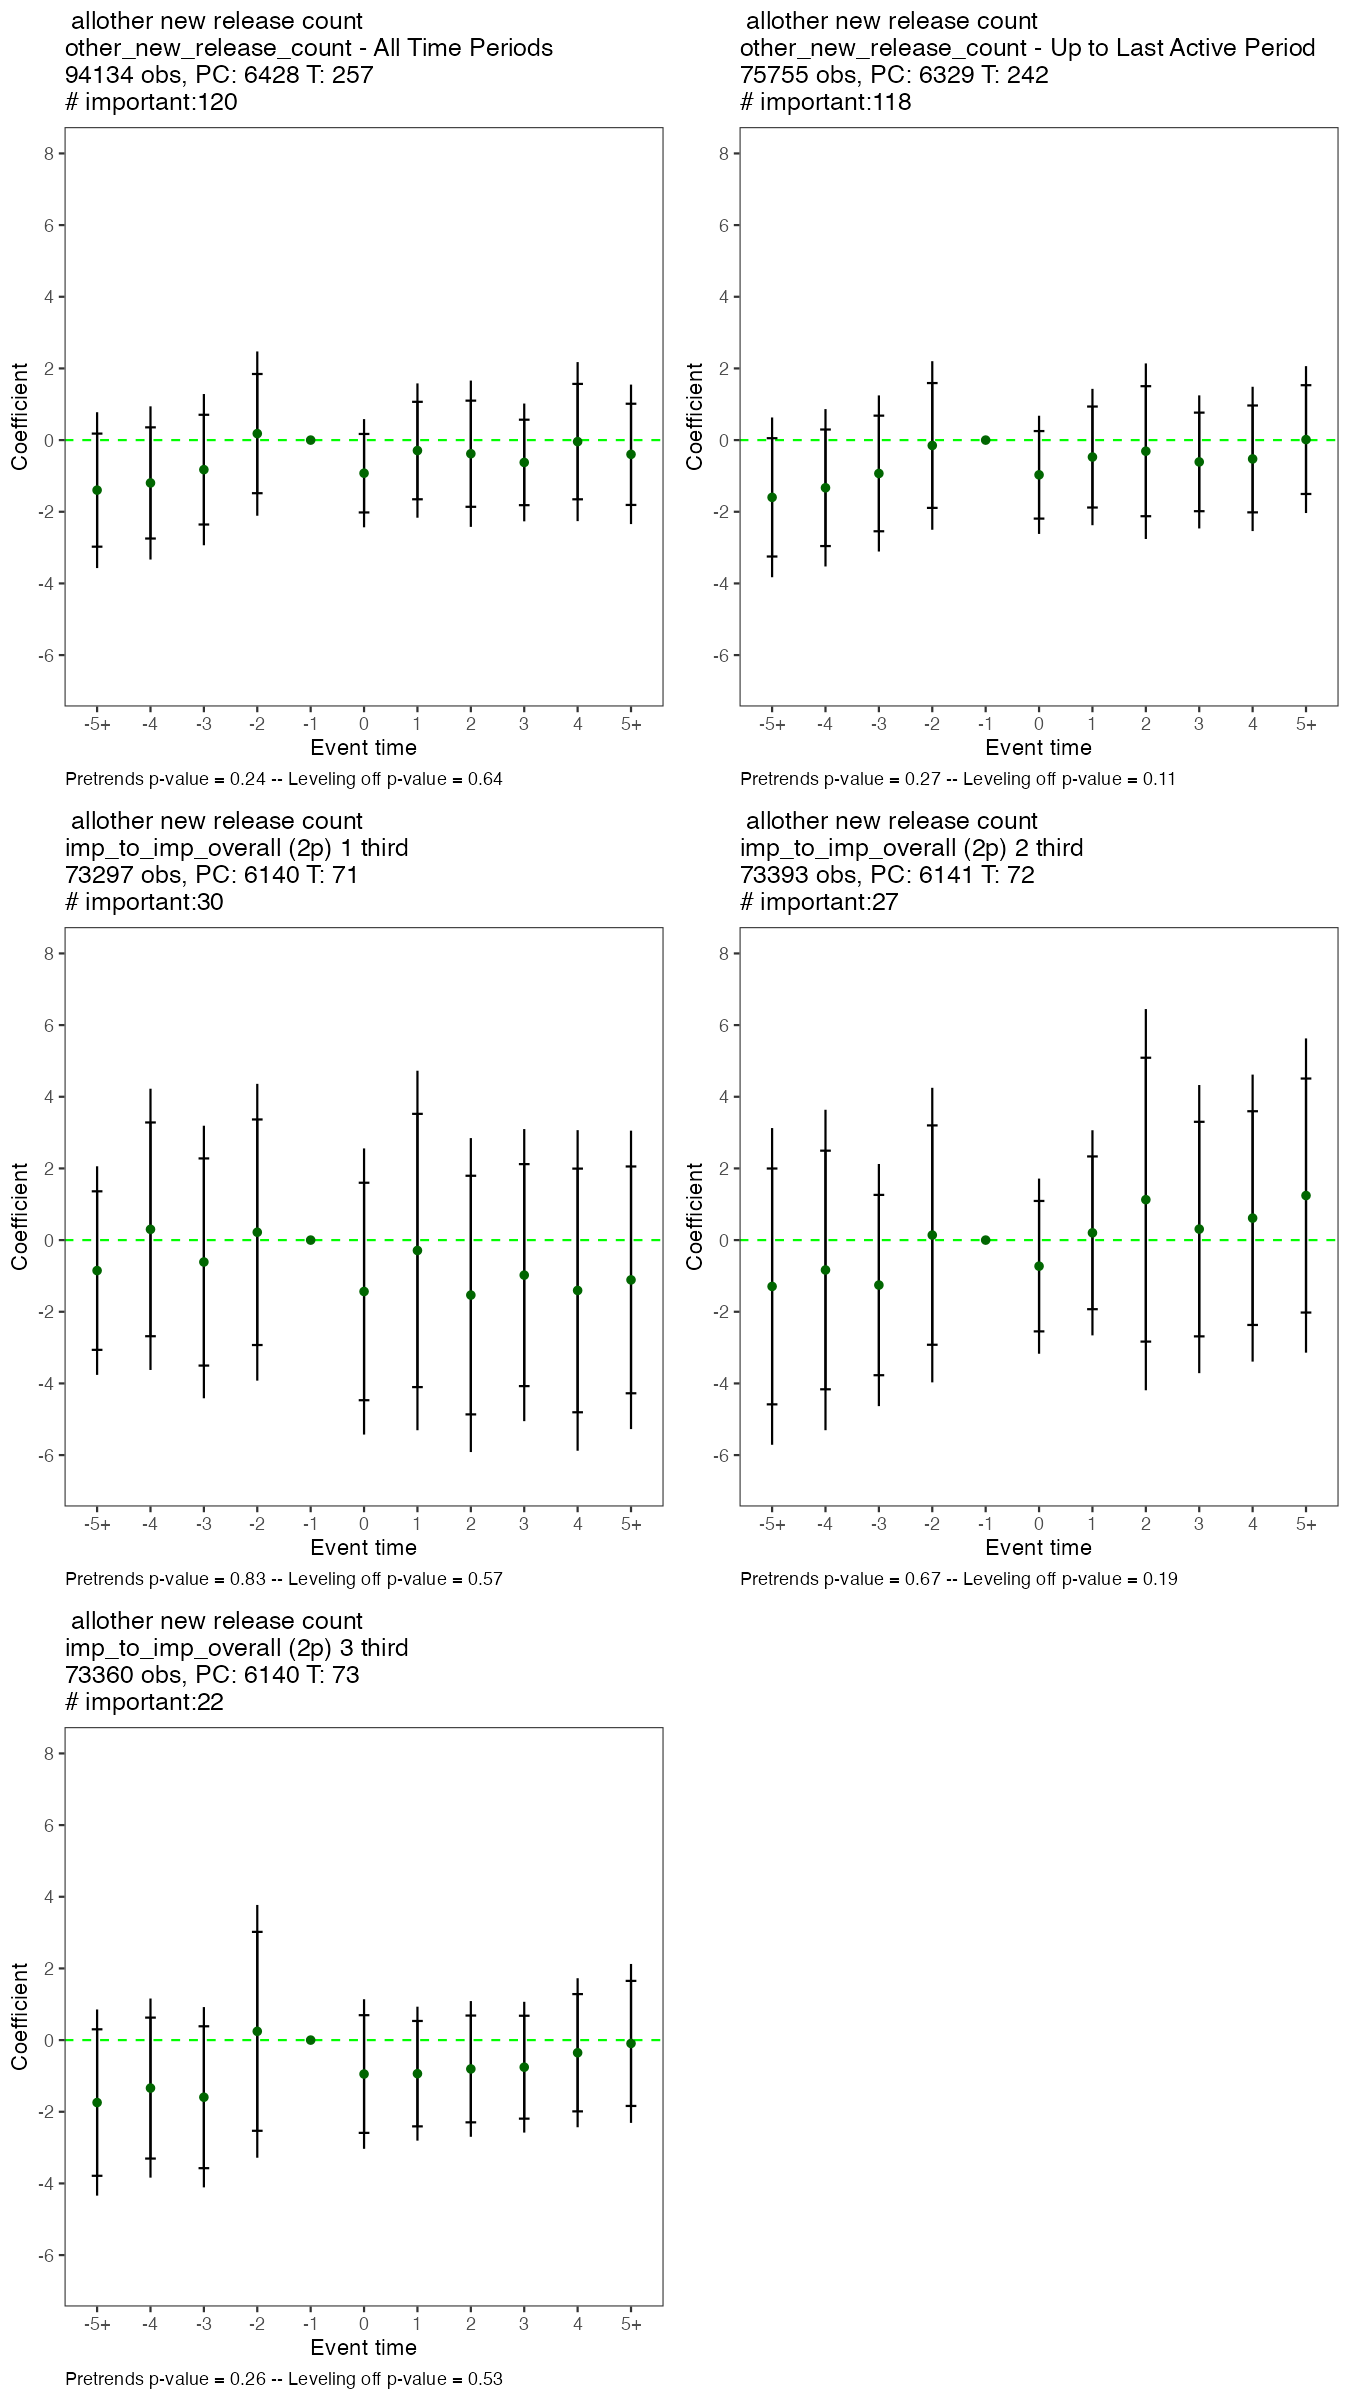 allother new release count
other_new_release_count - All Time Periods
94134 obs, PC: 6428 T: 257
# important:120
8
6
4
2
0
-2
-4
-6
Coefficient
-5+ -4 -3 -2 -1 0 1 2 3 4 5+
Event time
Pretrends p-value = 0.24 -- Leveling off p-value = 0.64
allother new release count
other_new_release_count - Up to Last Active Period
75755 obs, PC: 6329 T: 242
# important:118
8
6
4
2
0
-2
-4
-6
Coefficient
-5+ -4 -3 -2 -1 0 1 2 3 4 5+
Event time
Pretrends p-value = 0.27 -- Leveling off p-value = 0.11
allother new release count
imp_to_imp_overall (2p) 1 third
73297 obs, PC: 6140 T: 71
# important:30
8
6
4
2
0
-2
-4
-6
Coefficient
-5+ -4 -3 -2 -1 0 1 2 3 4 5+
Event time
Pretrends p-value = 0.83 -- Leveling off p-value = 0.57
allother new release count
imp_to_imp_overall (2p) 2 third
73393 obs, PC: 6141 T: 72
# important:27
8
6
4
2
0
-2
-4
-6
Coefficient
-5+ -4 -3 -2 -1 0 1 2 3 4 5+
Event time
Pretrends p-value = 0.67 -- Leveling off p-value = 0.19
allother new release count
imp_to_imp_overall (2p) 3 third
73360 obs, PC: 6140 T: 73
# important:22
8
6
4
2
0
-2
-4
-6
Coefficient
-5+ -4 -3 -2 -1 0 1 2 3 4 5+
Event time
Pretrends p-value = 0.26 -- Leveling off p-value = 0.53